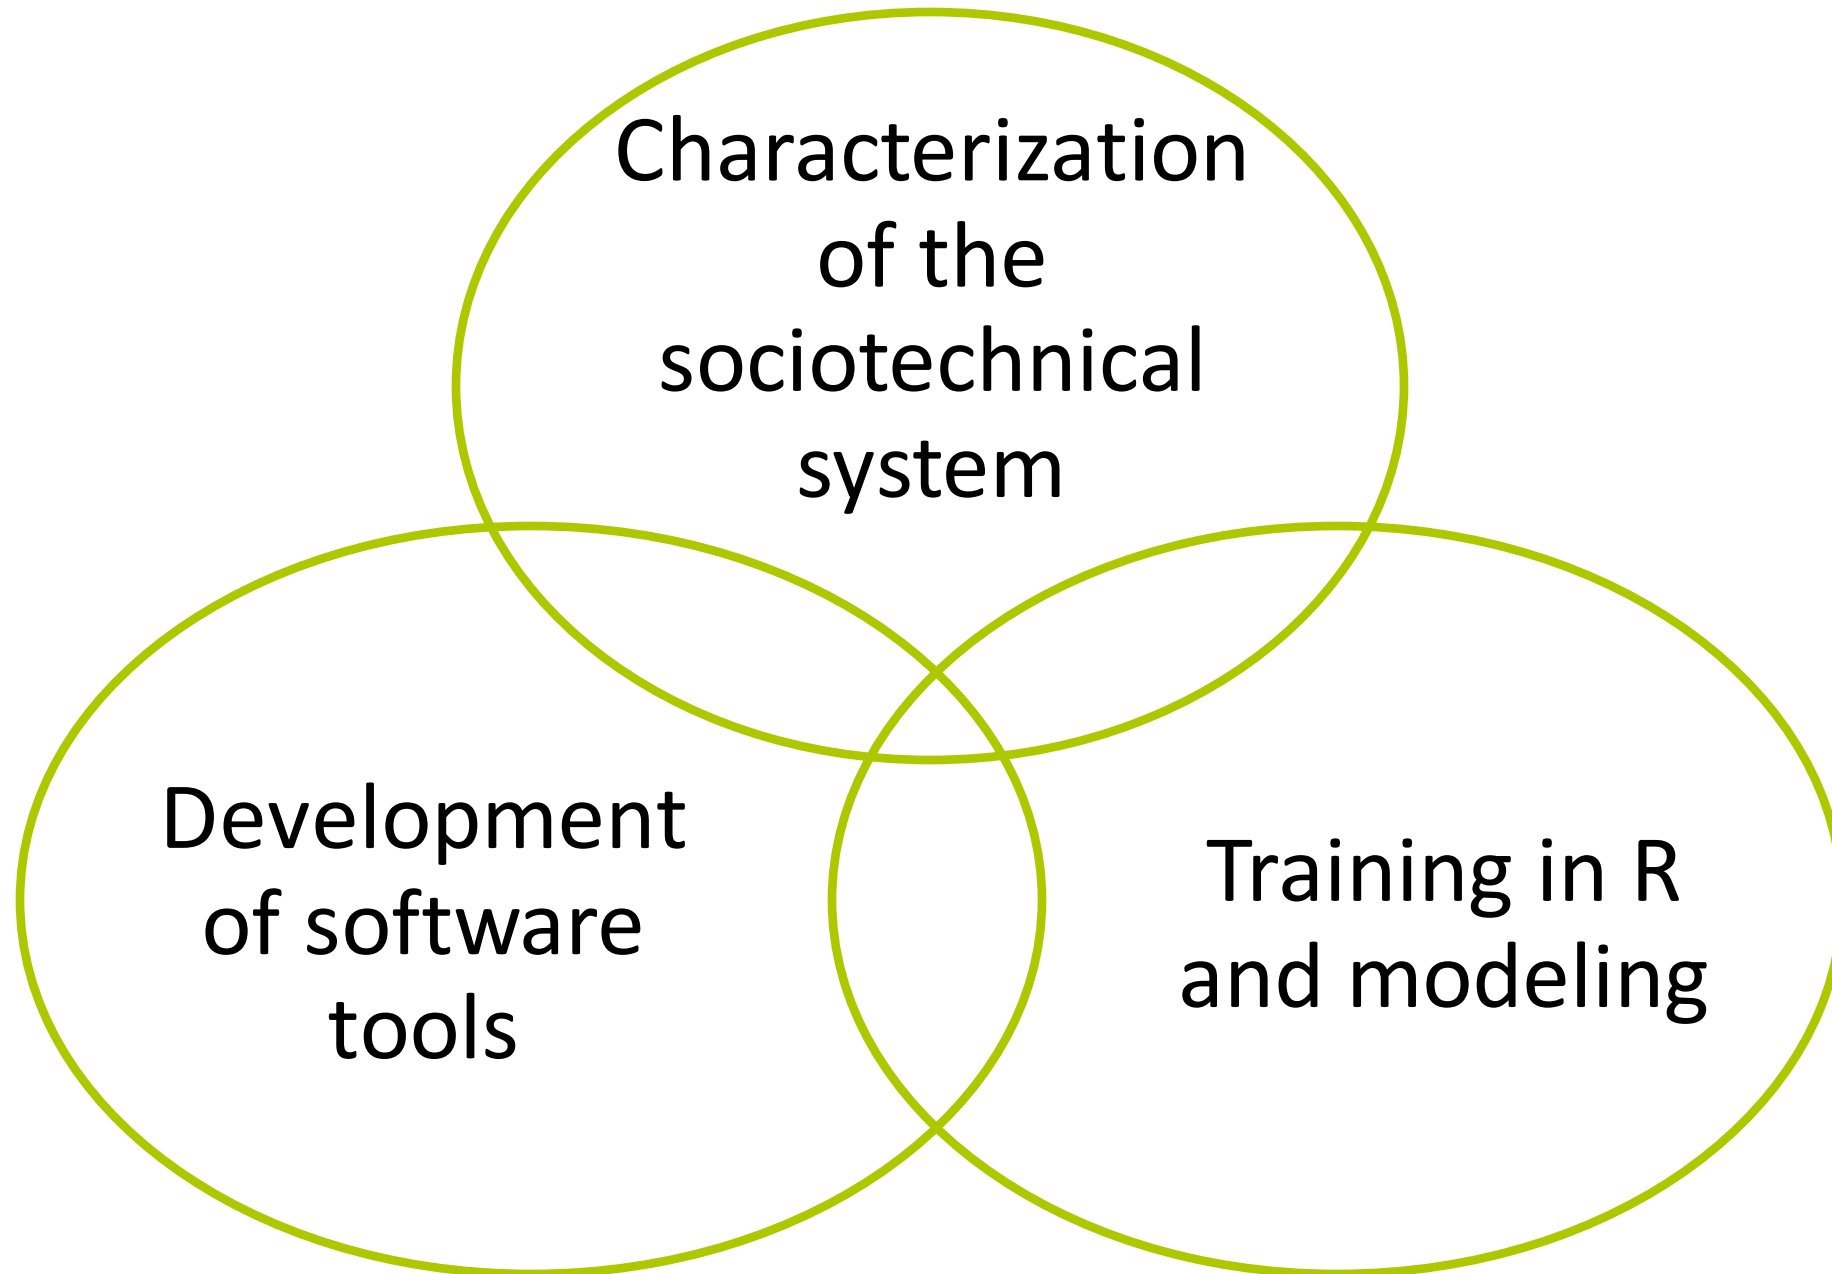 Characterization
of the
sociotechnical
system
Development
of software
tools
Training in R
and modeling